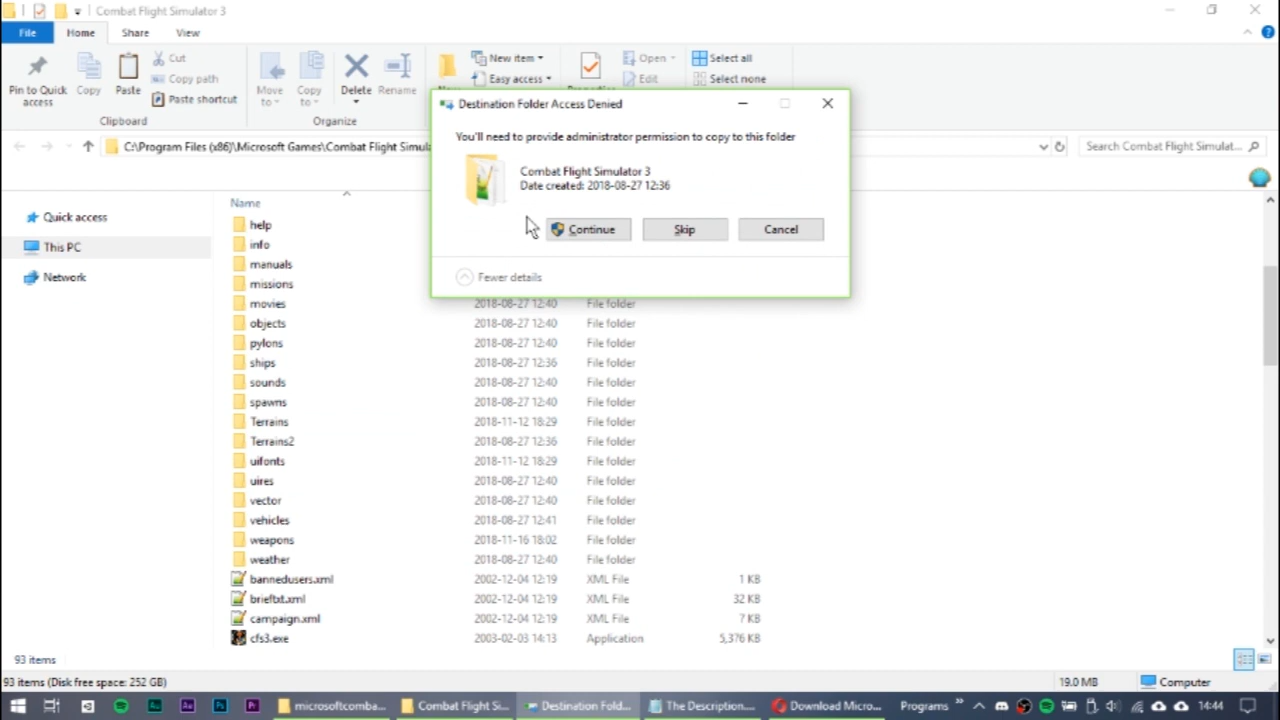 Combat Flight Simulator 3
File Home Share View
Pin to Quick access
Copy
Paste
Cut
Copy path
Paste shortcut
Clipboard
Move to
Copy to
Delete
Rename
Organize
New item
Easy access
Open
Edit
Select all
Select none
C:\Program Files (x86)\Microsoft Games\Combat Flight Simula
Search Combat Flight Simulat...
Destination Folder Access Denied
You'll need to provide administrator permission to copy to this folder
Combat Flight Simulator 3
Date created: 2018-08-27 12:36
Continue Skip Cancel
Fewer details
Quick access
This PC
Network
Name
help
info
manuals
missions
movies 2018-08-27 12:40 File folder
objects 2018-08-27 12:40 File folder
pylons 2018-08-27 12:40 File folder
ships 2018-08-27 12:36 File folder
sounds 2018-08-27 12:40 File folder
spawns 2018-08-27 12:40 File folder
Terrains 2018-11-12 18:29 File folder
Terrains2 2018-08-27 12:36 File folder
uifonts 2018-11-12 18:29 File folder
uires 2018-08-27 12:40 File folder
vector 2018-08-27 12:40 File folder
vehicles 2018-08-27 12:41 File folder
weapons 2018-11-16 18:02 File folder
weather 2018-08-27 12:40 File folder
bannedusers.xml 2002-12-04 12:19 XML File 1 KB
brieftxt.xml 2002-12-04 12:19 XML File 32 KB
campaign.xml 2002-12-04 12:19 XML File 7 KB
cfs3.exe 2003-02-03 14:13 Application 5,376 KB
93 items
93 items (Disk free space: 252 GB) 19.0 MB Computer
Au Ae Ps Pr microsoftcomba... Combat Flight Si... Destination Fold... The Description.... Download Micro... Programs » 14:44